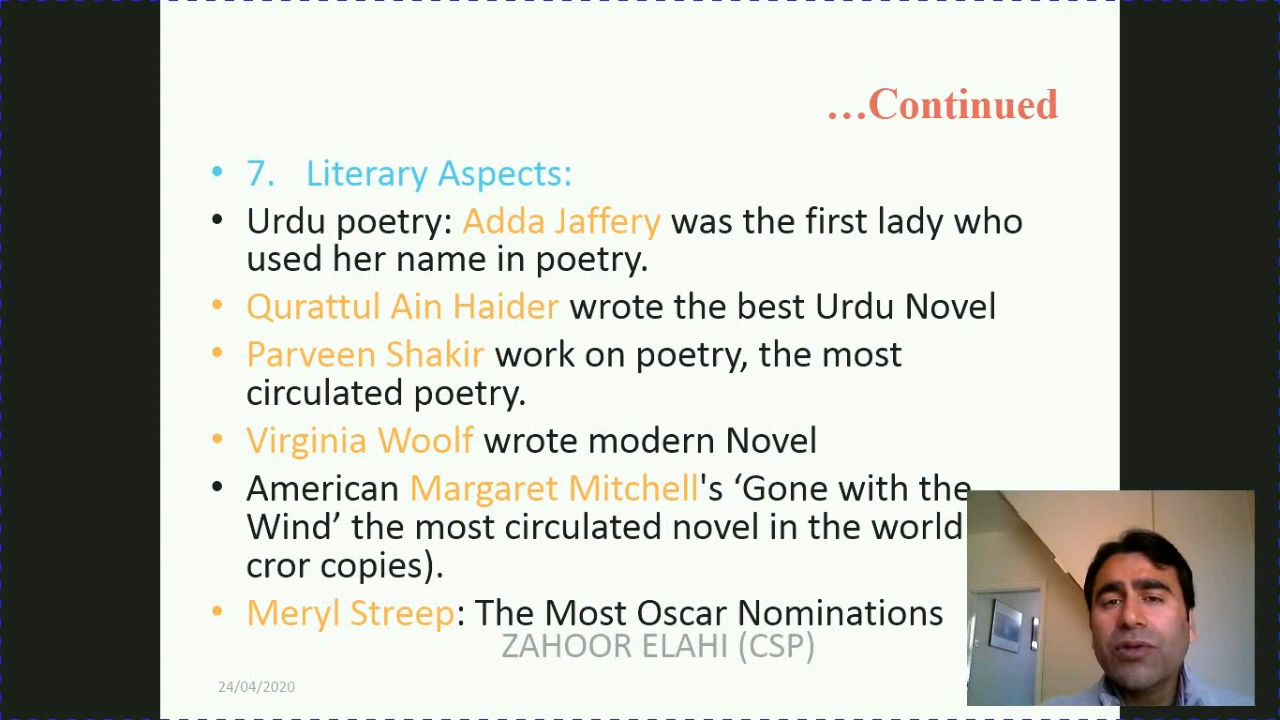 …Continued
• 7. Literary Aspects:
• Urdu poetry: Adda Jaffery was the first lady who
used her name in poetry.
• Qurattul Ain Haider wrote the best Urdu Novel
• Parveen Shakir work on poetry, the most
circulated poetry.
• Virginia Woolf wrote modern Novel
• American Margaret Mitchell's ‘Gone with the
Wind’ the most circulated novel in the world
cror copies).
• Meryl Streep: The Most Oscar Nominations
ZAHOOR ELAHI (CSP)
24/04/2020